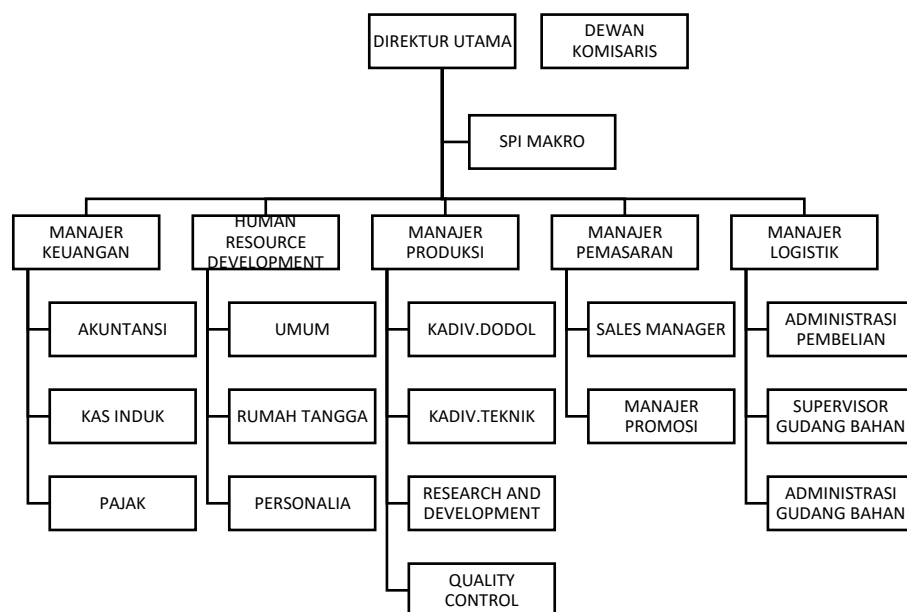 DIREKTUR UTAMA
DEWAN
KOMISARIS
SPI MAKRO
MANAJER
KEUANGAN
HUMAN
RESOURCE
DEVELOPMENT
MANAJER
PRODUKSI
MANAJER
PEMASARAN
MANAJER
LOGISTIK
AKUNTANSI
UMUM
KADIV.DODOL
SALES MANAGER
ADMINISTRASI
PEMBELIAN
KAS INDUK
RUMAH TANGGA
KADIV.TEKNIK
MANAJER
PROMOSI
SUPERVISOR
GUDANG BAHAN
PAJAK
PERSONALIA
RESEARCH AND
DEVELOPMENT
ADMINISTRASI
GUDANG BAHAN
QUALITY
CONTROL